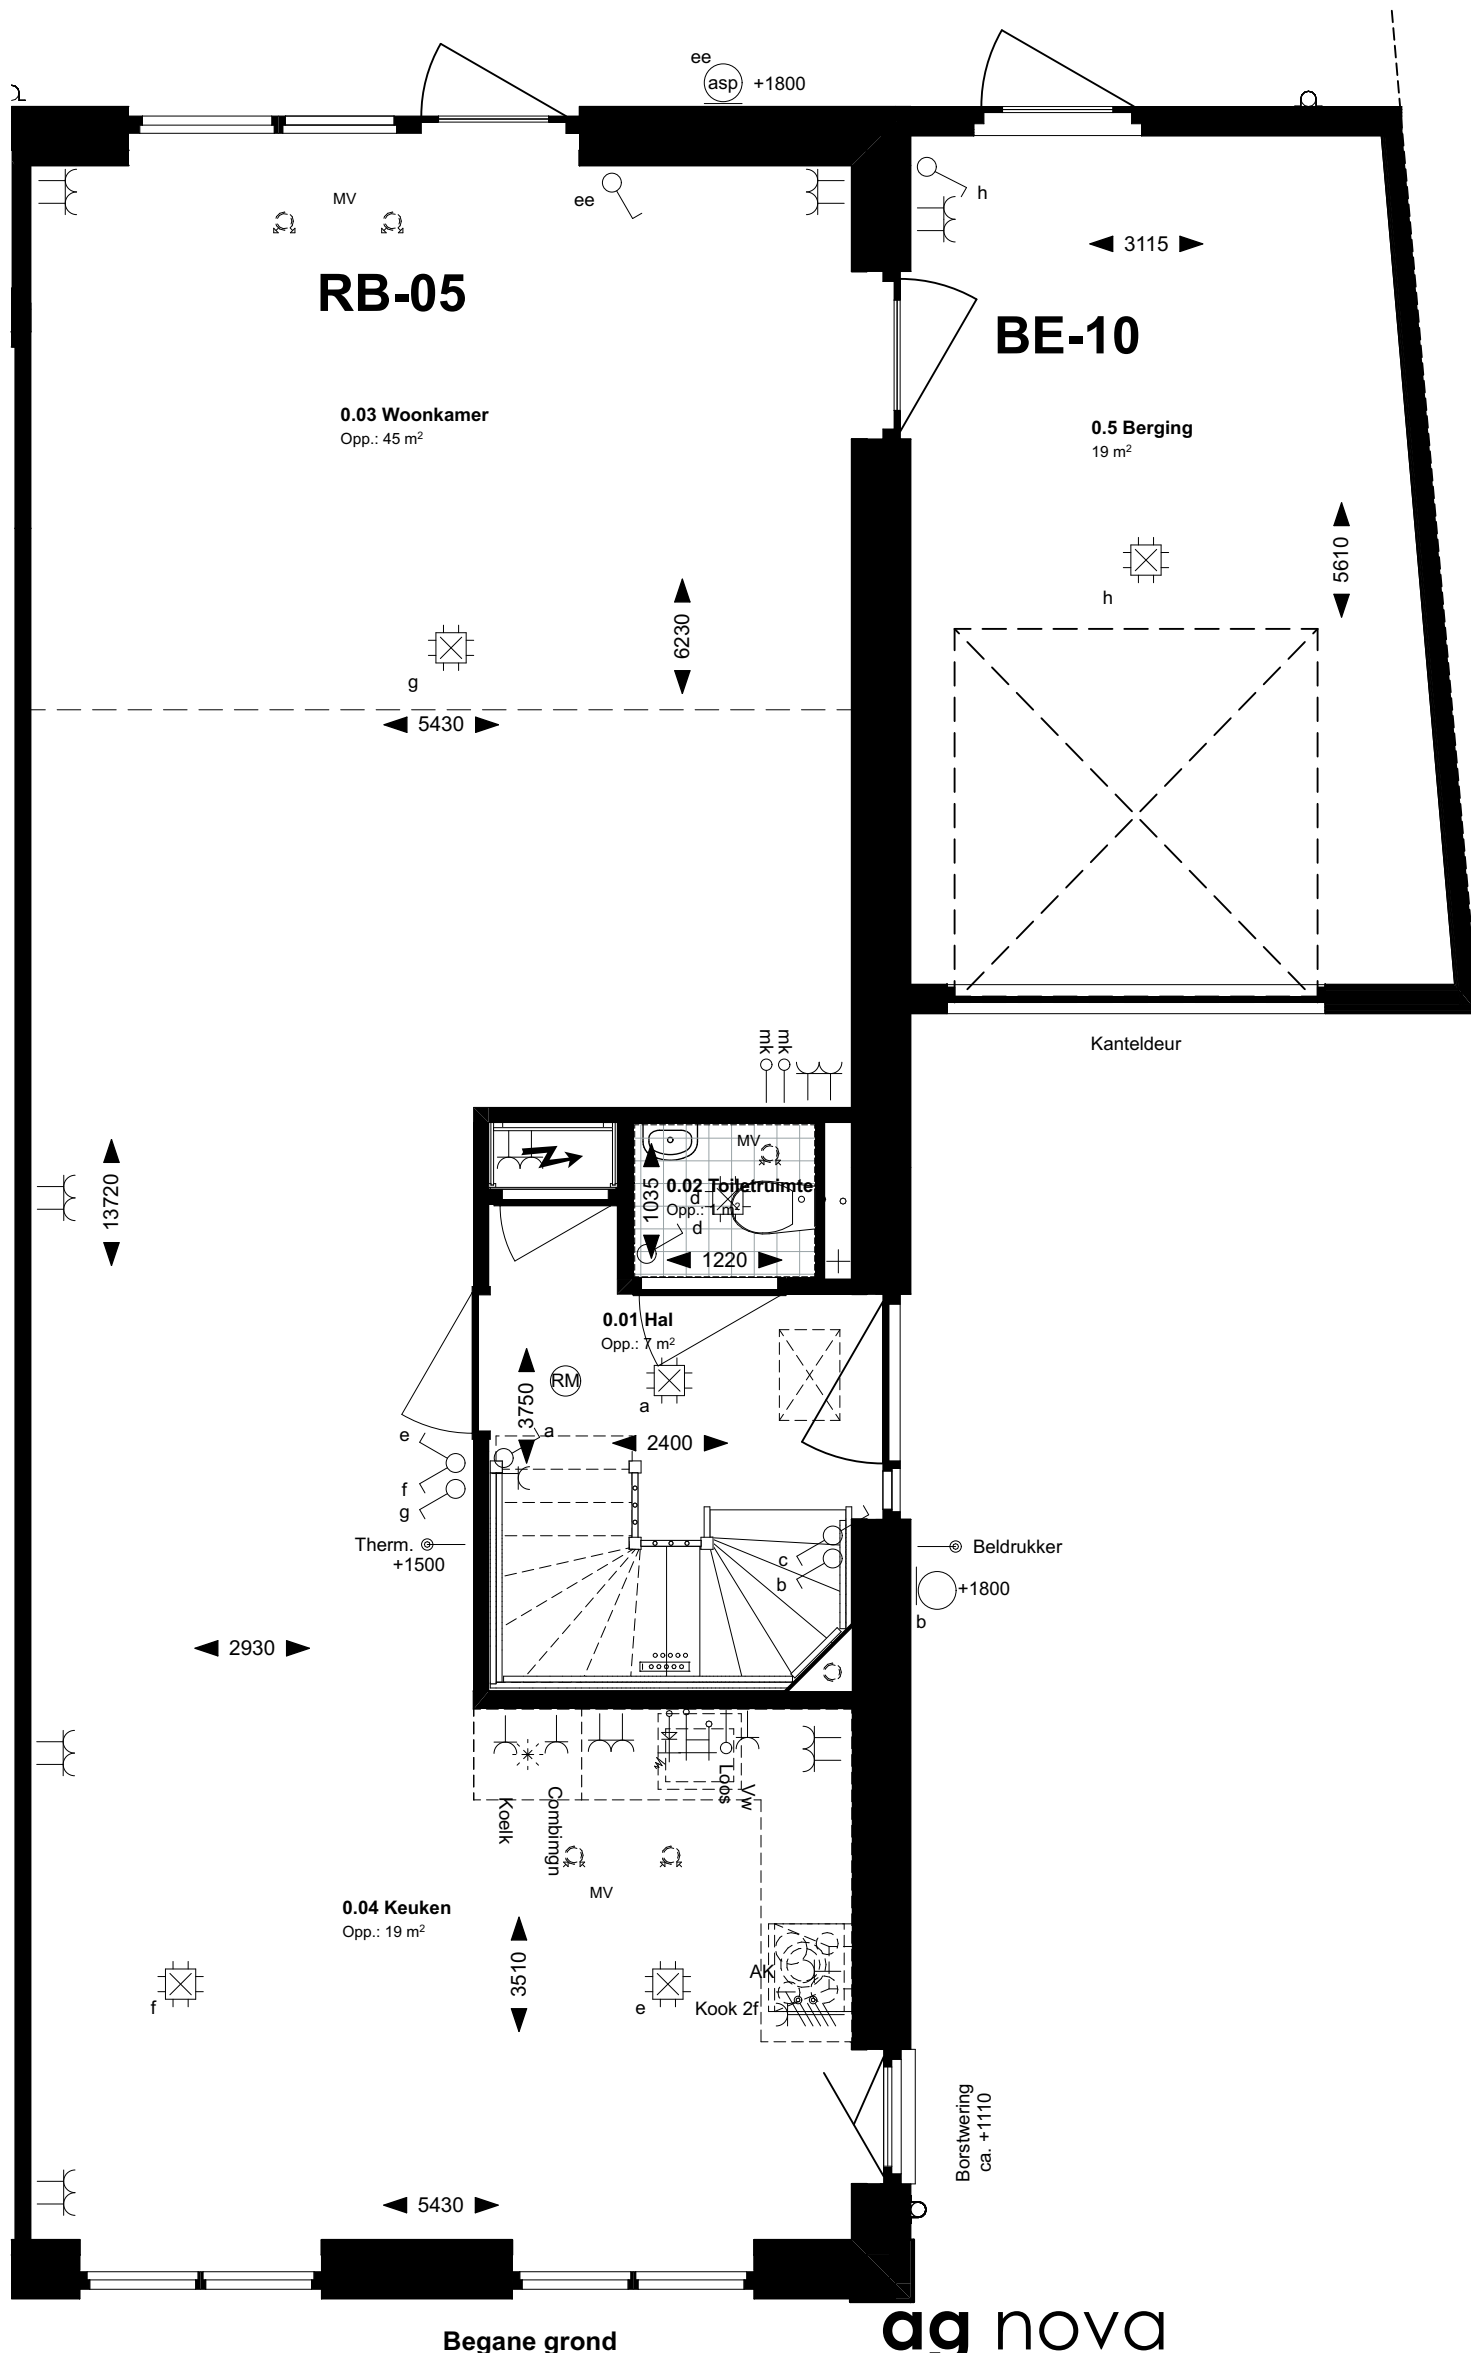 ee
asp +1800
MV
ee
h
3115
RB-05
BE-10
0.03 Woonkamer
Opp.: 45 m²
0.5 Berging
19 m²
5610
h
6230
g
5430
Kanteldeur
mk
mk
MV
13720
1035
0.02 Toiletruimte
d
Opp.: 1 m²
d
1220
0.01 Hal
Opp.: 7 m²
RM
3750
a
a
2400
e
f
g
Therm.
+1500
c
b
Beldrukker
+1800
b
2930
Loos
Vw
Koelk
Combimgn
MV
0.04 Keuken
Opp.: 19 m²
3510
AK
f
e
Kook 2f
Borstwering
ca. +1110
5430
ag nova
Begane grond